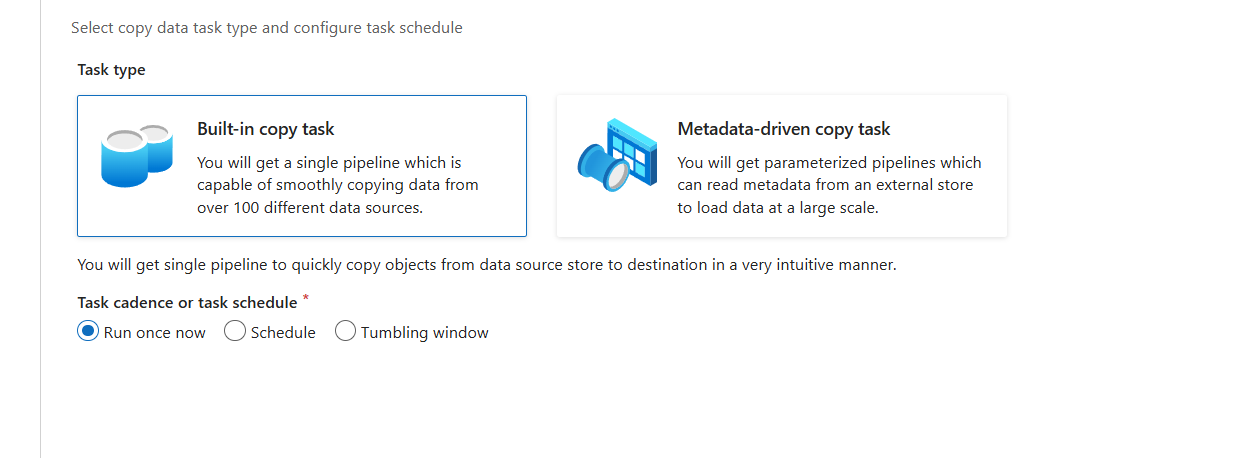 Select copy data task type and configure task schedule
Task type
Built-in copy task
You will get a single pipeline which is
capable of smoothly copying data from
over 100 different data sources.
Metadata-driven copy task
You will get parameterized pipelines which
can read metadata from an external store
to load data at a large scale.
You will get single pipeline to quickly copy objects from data source store to destination in a very intuitive manner.
Task cadence or task schedule *
Run once now Schedule Tumbling window